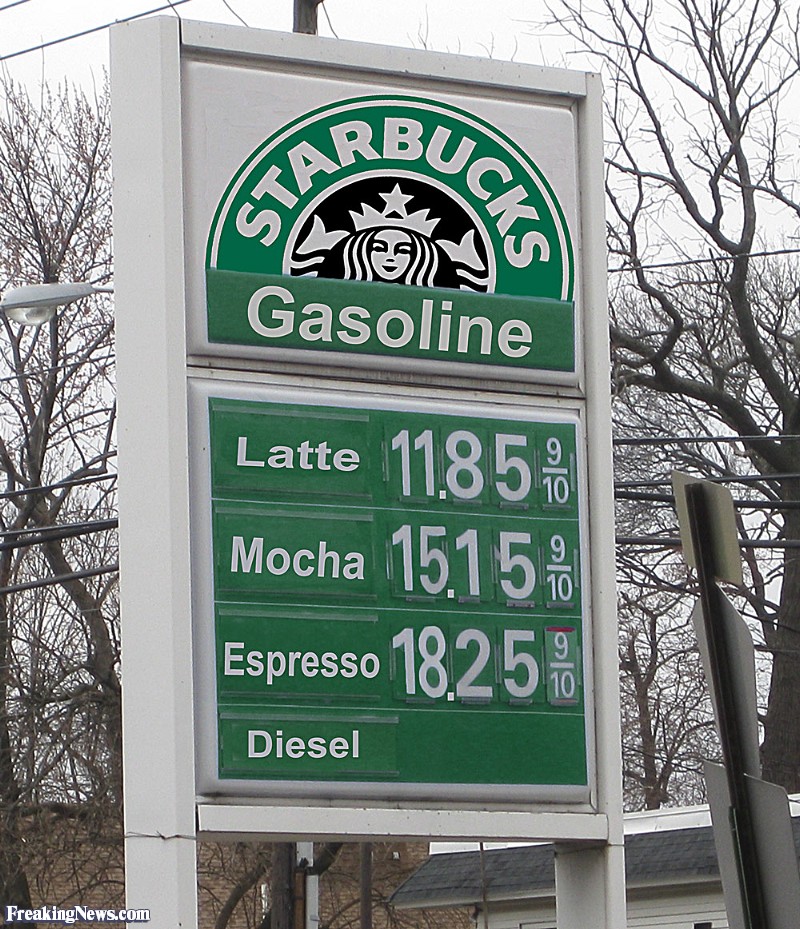 STARBUCKS
Gasoline
Latte 11.85 9/10
Mocha 15.15 9/10
Espresso 18.25 9/10
Diesel
FreakingNews.com